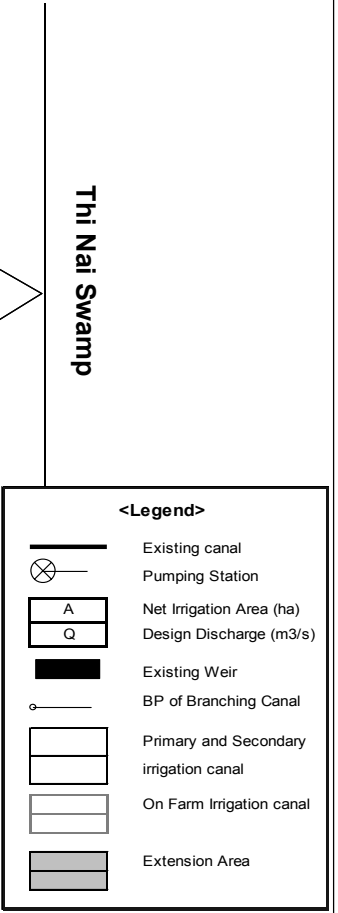 Thi Nai Swamp
<Legend>
Existing canal
Pumping Station
A
Net Irrigation Area (ha)
Q
Design Discharge (m3/s)
Existing Weir
BP of Branching Canal
Primary and Secondary
irrigation canal
On Farm Irrigation canal
Extension Area